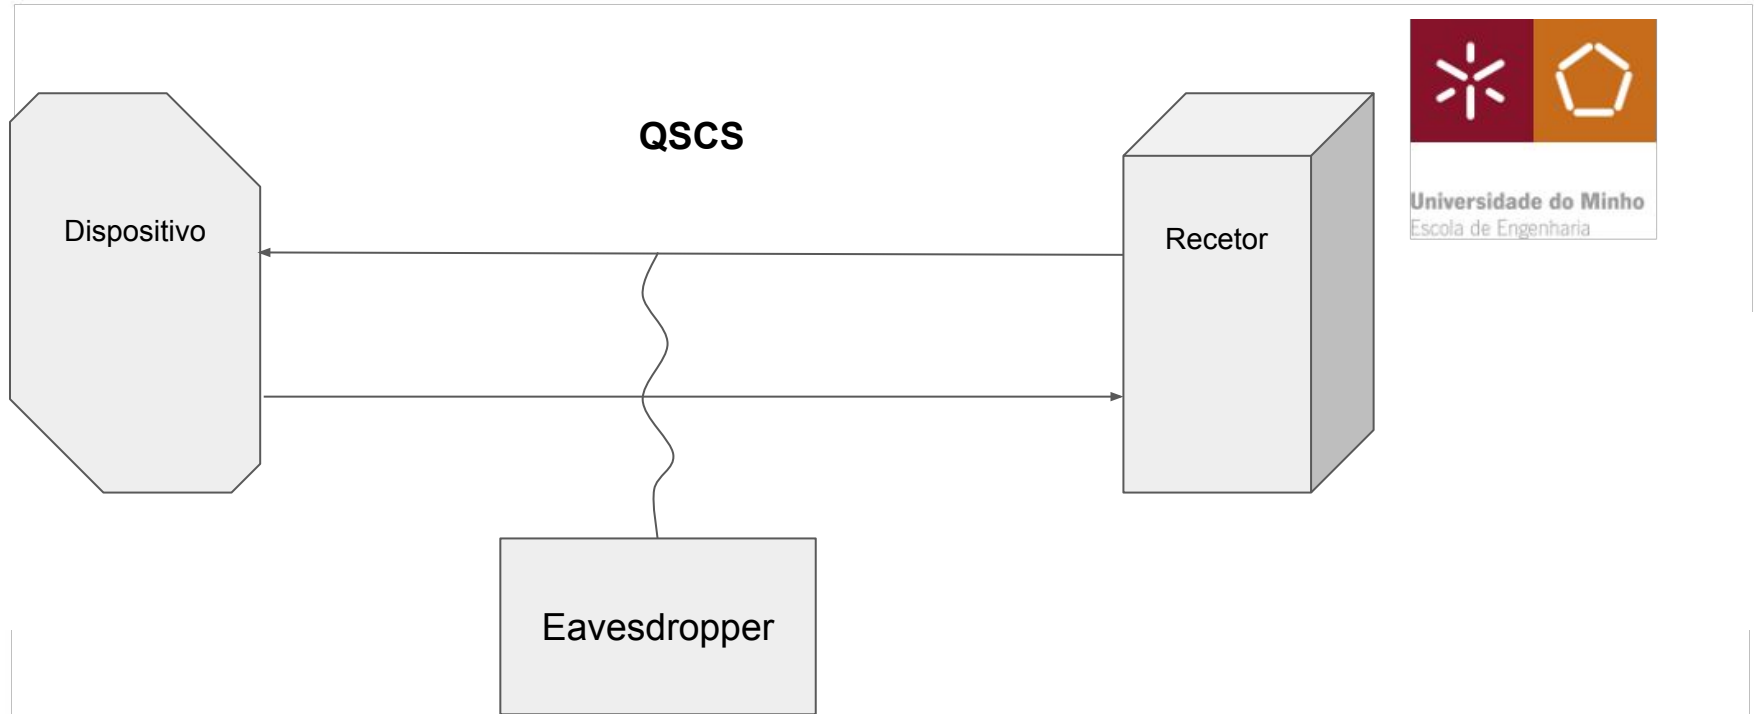 QSCS
Dispositivo
Recetor
Universidade do Minho
Escola de Engenharia
Eavesdropper